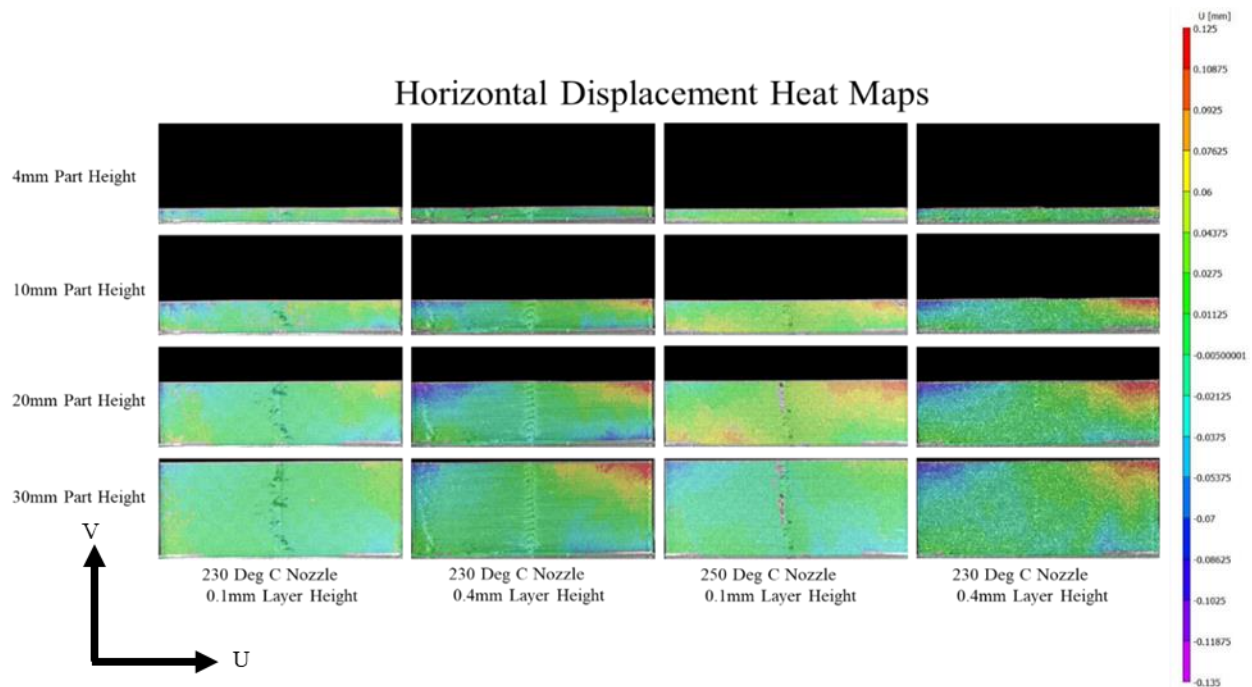 U [mm]
0.125
Horizontal Displacement Heat Maps
0.10875
0.0925
0.07625
4mm Part Height
0.06
0.04375
0.0275
10mm Part Height
0.01125
-0.00500001
20mm Part Height
-0.02125
-0.0375
-0.05375
30mm Part Height
-0.07
V
-0.08625
230 Deg C Nozzle
0.1mm Layer Height
230 Deg C Nozzle
0.4mm Layer Height
250 Deg C Nozzle
0.1mm Layer Height
230 Deg C Nozzle
0.4mm Layer Height
-0.1025
-0.11875
U
-0.135